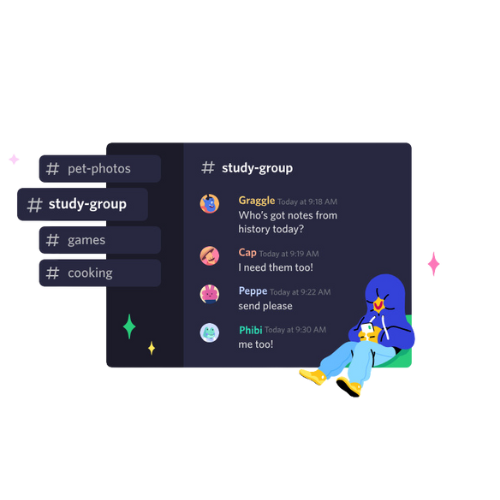 # pet-photos
# study-group
# games
# cooking
# study-group
Graggle Today at 9:18 AM
Who's got notes from
history today?
Cap Today at 9:19 AM
I need them too!
Peppe Today at 9:22 AM
send please
Phibi Today at 9:30 AM
me too!